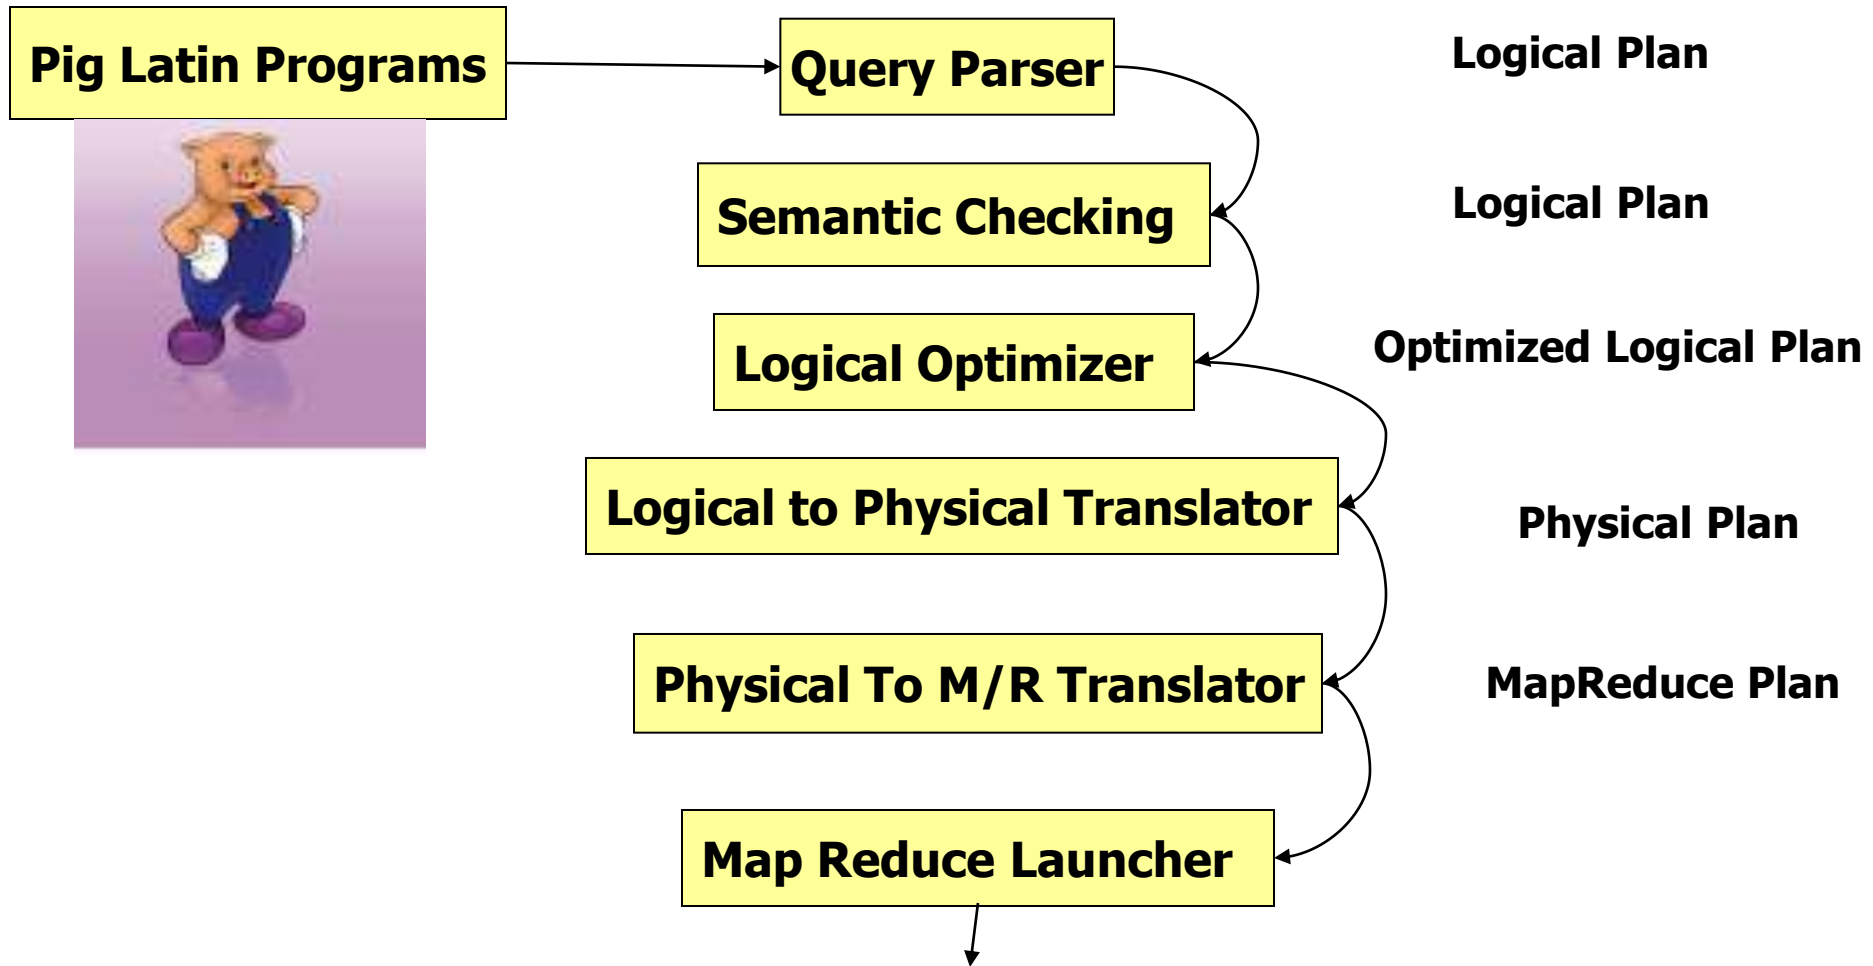 Pig Latin Programs
Query Parser
Logical Plan
Semantic Checking
Logical Plan
Logical Optimizer
Optimized Logical Plan
Logical to Physical Translator
Physical Plan
Physical To M/R Translator
MapReduce Plan
Map Reduce Launcher